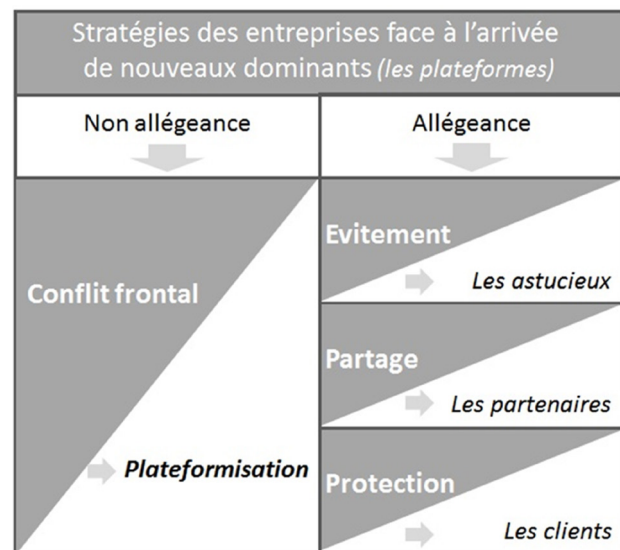 Stratégies des entreprises face à l’arrivée
de nouveaux dominants (les plateformes)
Non allégeance
Allégeance
Conflit frontal
Plateformisation
Evitement
Les astucieux
Partage
Les partenaires
Protection
Les clients